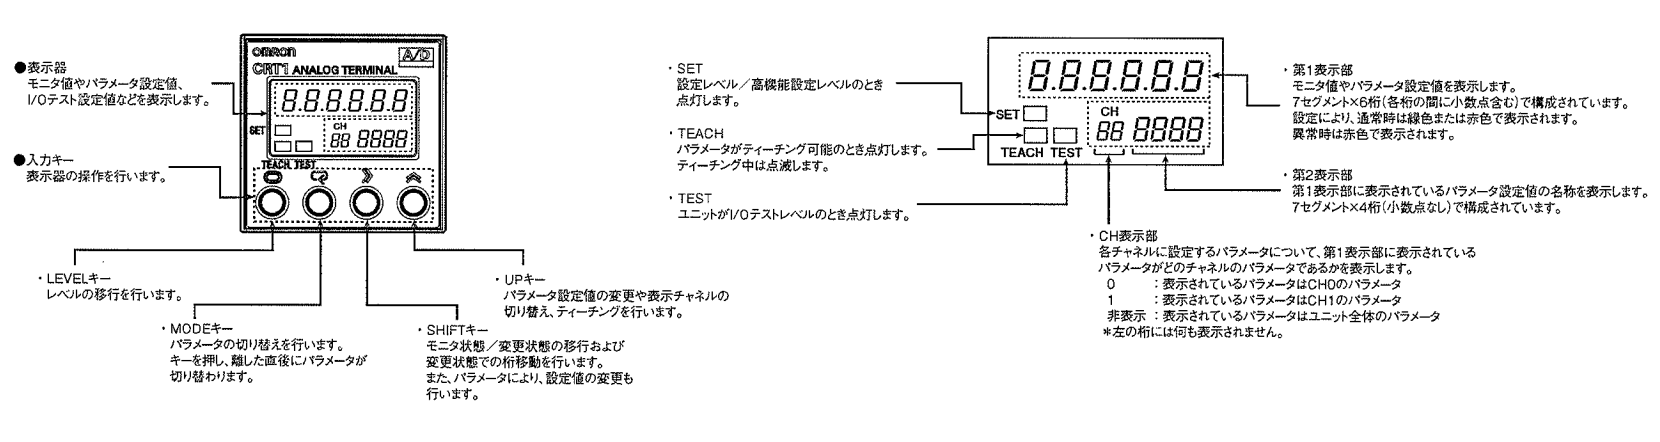 ●表示器
モニタ値やパラメータ設定値、
I/Oテスト設定値などを表示します。
●入力キー
表示器の操作を行います。
OMRON
A/D
CRT1 ANALOG TERMINAL
8.8.8.8.8.8
SET
CH
88 8888
TEACH TEST
・LEVELキー
レベルの移行を行います。
・MODEキー
パラメータの切り替えを行います。
キーを押し、離した直後にパラメータが
切り替わります。
・SHIFTキー
モニタ状態／変更状態の移行および
変更状態での桁移動を行います。
また、パラメータにより、設定値の変更も
行います。
・UPキー
パラメータ設定値の変更や表示チャネルの
切り替え、ティーチングを行います。
・SET
設定レベル／高機能設定レベルのとき
点灯します。
・TEACH
パラメータがティーチング可能のとき点灯します。
ティーチング中は点滅します。
・TEST
ユニットがI/Oテストレベルのとき点灯します。
8.8.8.8.8.8
SET
CH
88 8888
TEACH TEST
・第1表示部
モニタ値やパラメータ設定値を表示します。
7セグメント×6桁(各桁の間に小数点含む)で構成されています。
設定により、通常時は緑色または赤色で表示されます。
異常時は赤色で表示されます。
・第2表示部
第1表示部に表示されているパラメータ設定値の名称を表示します。
7セグメント×4桁(小数点なし)で構成されています。
・CH表示部
各チャネルに設定するパラメータについて、第1表示部に表示されている
パラメータがどのチャネルのパラメータであるかを表示します。
0 ：表示されているパラメータはCH0のパラメータ
1 ：表示されているパラメータはCH1のパラメータ
非表示 ：表示されているパラメータはユニット全体のパラメータ
＊左の桁には何も表示されません。